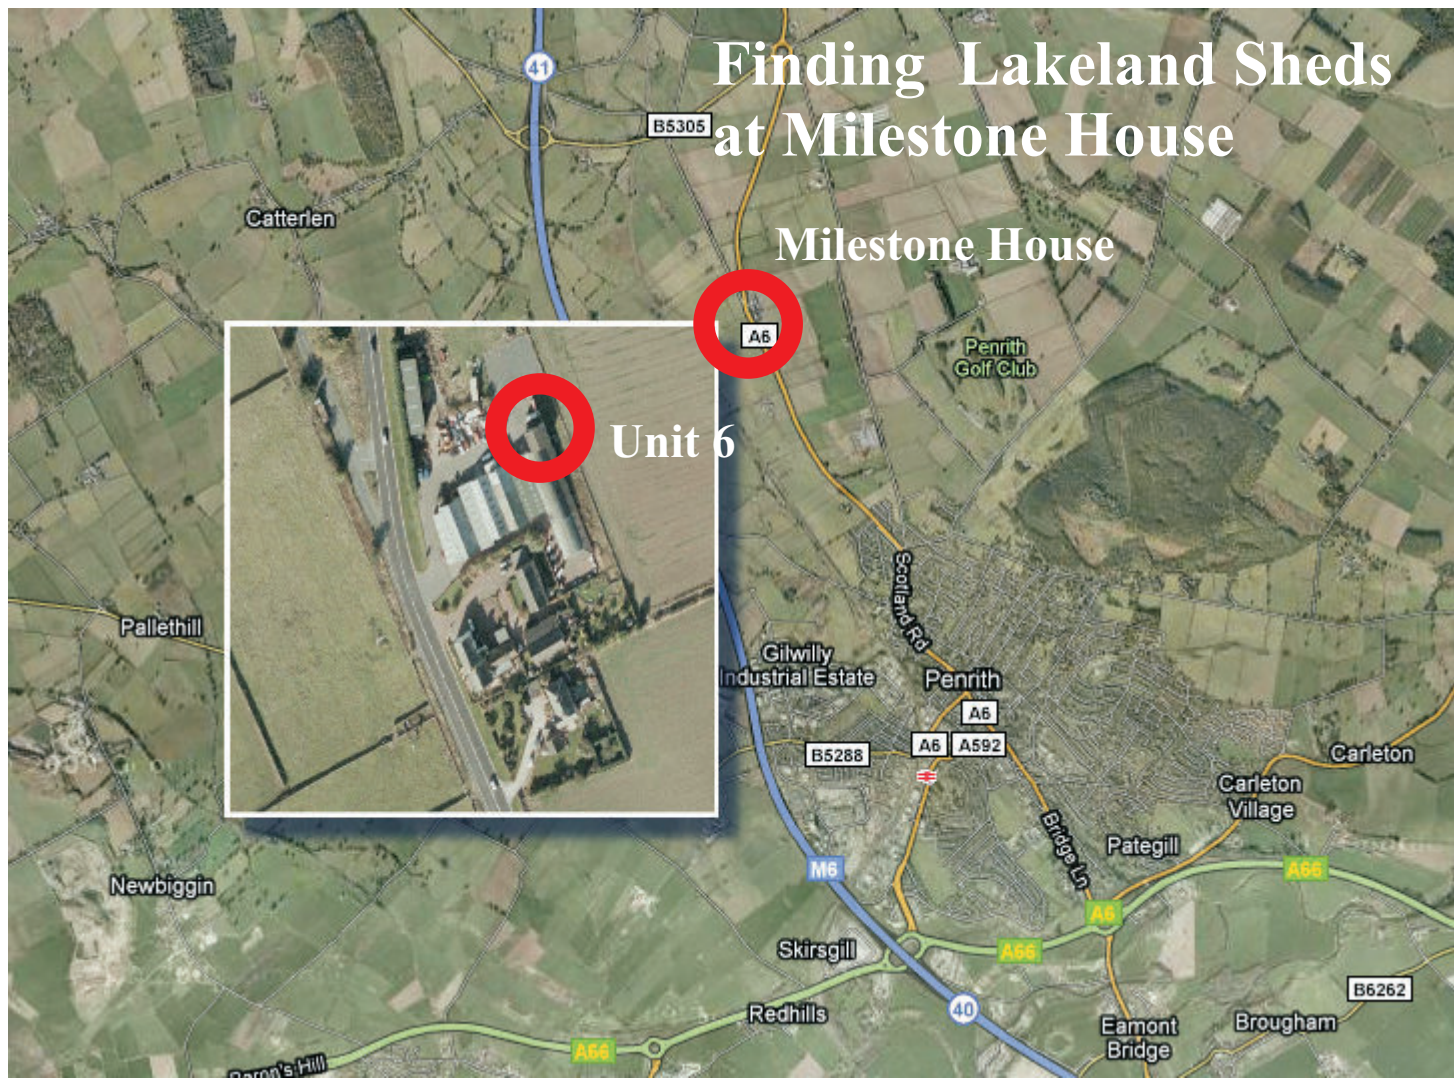 Finding Lakeland Sheds
at Milestone House
41
B5305
Catterlen
Milestone House
A6
Penrith
Golf Club
Unit 6
Scotland Rd
Pallethill
Gilwilly
Industrial Estate
Penrith
A6
A6
A592
B5288
Carleton
Carleton
Village
Bridge Ln
Pategill
M6
A66
Newbiggin
A6
Skirsgill
A66
B6262
Redhills
40
Eamont
Bridge
Brougham
A66
Baron's Hill